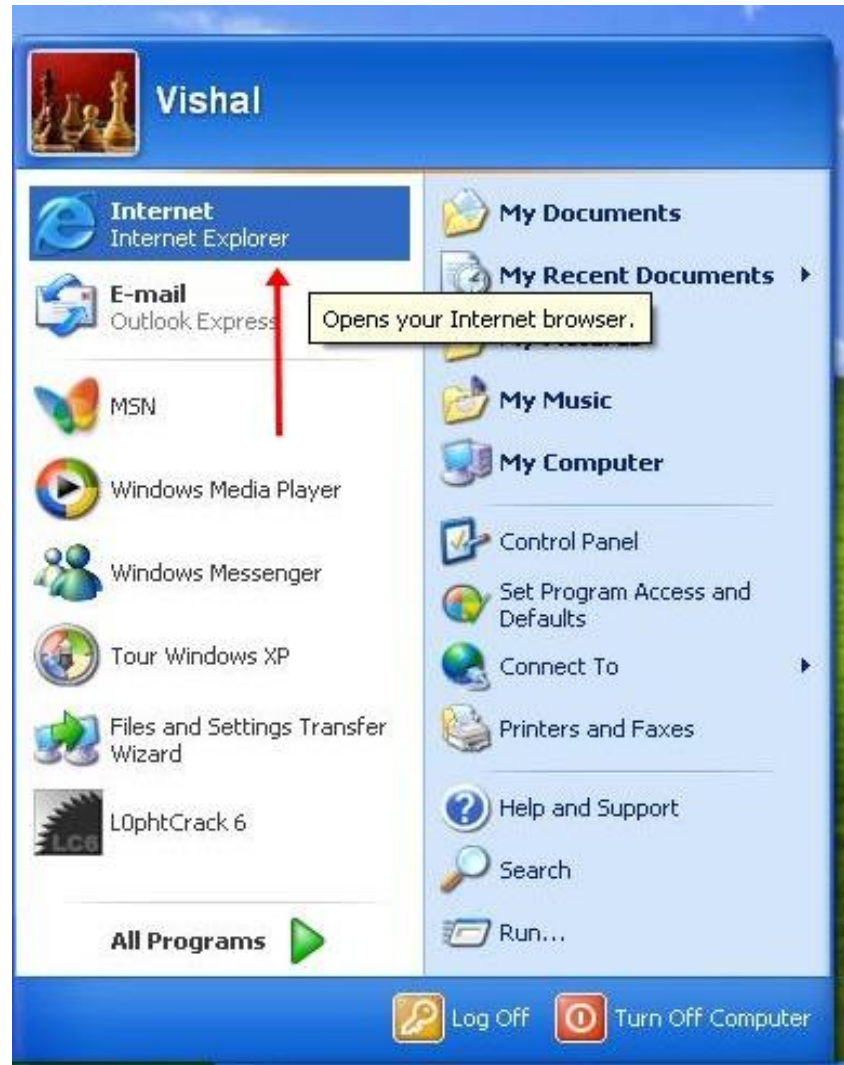 Vishal
Internet
Internet Explorer
E-mail
Outlook Express
MSN
Windows Media Player
Windows Messenger
Tour Windows XP
Files and Settings Transfer
Wizard
LC6
L0phtCrack 6
All Programs
My Documents
My Recent Documents
Opens your Internet browser.
My Music
My Computer
Control Panel
Set Program Access and
Defaults
Connect To
Printers and Faxes
Help and Support
Search
Run...
Log Off
Turn Off Computer